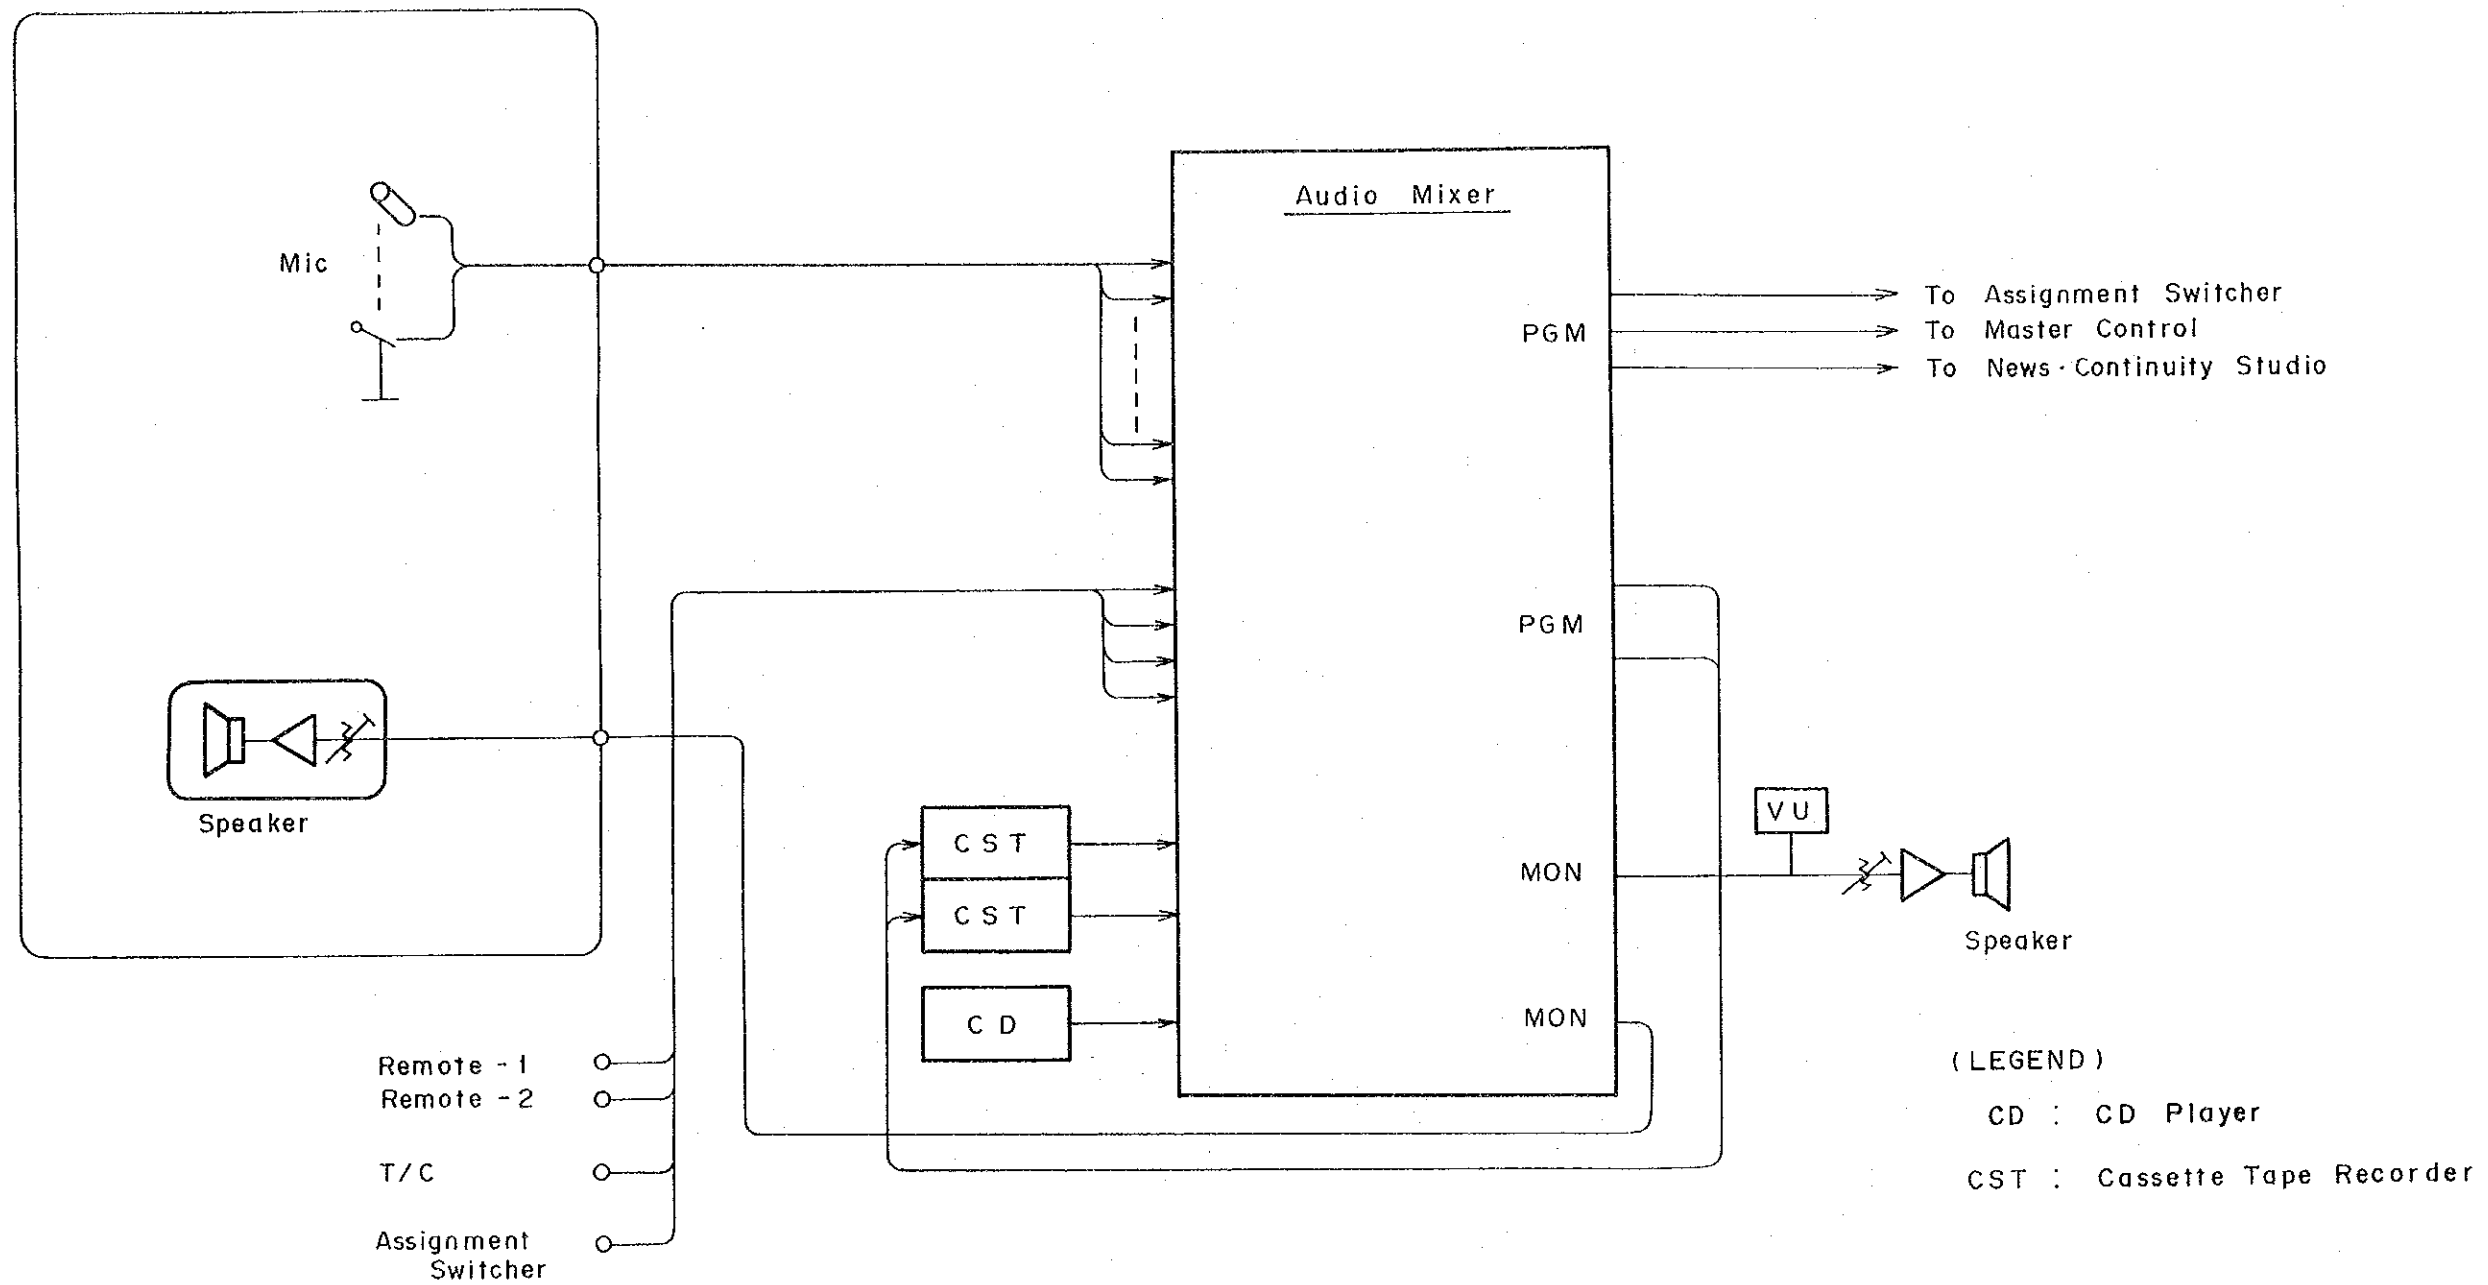 Audio Mixer
Mic
To Assignment Switcher
PGM
To Master Control
To News・Continuity Studio
PGM
Speaker
VU
CST
MON
CST
Speaker
CD
MON
Remote - 1
Remote - 2
T/C
Assignment
Switcher
(LEGEND)
CD : CD Player
CST : Cassette Tape Recorder